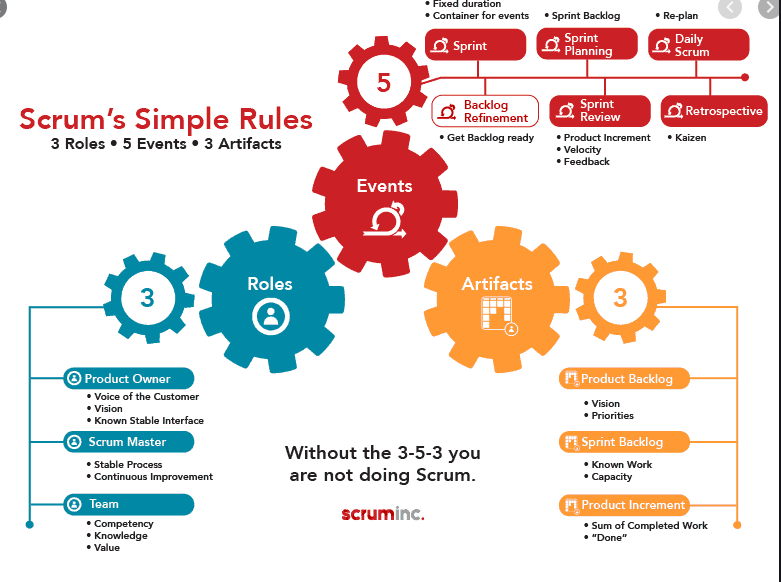 • Fixed duration
• Container for events
• Sprint Backlog
• Re-plan
Sprint
Sprint
Planning
Daily
Scrum
5
Backlog
Refinement
Sprint
Review
Retrospective
• Get Backlog ready
• Product Increment
• Velocity
• Feedback
• Kaizen
Scrum's Simple Rules
3 Roles • 5 Events • 3 Artifacts
Events
3
Roles
Artifacts
3
Product Owner
• Voice of the Customer
• Vision
• Known Stable Interface
Scrum Master
• Stable Process
• Continuous Improvement
Team
• Competency
• Knowledge
• Value
Without the 3-5-3 you
are not doing Scrum.
scruminc.
Product Backlog
• Vision
• Priorities
Sprint Backlog
• Known Work
• Capacity
Product Increment
• Sum of Completed Work
• “Done”